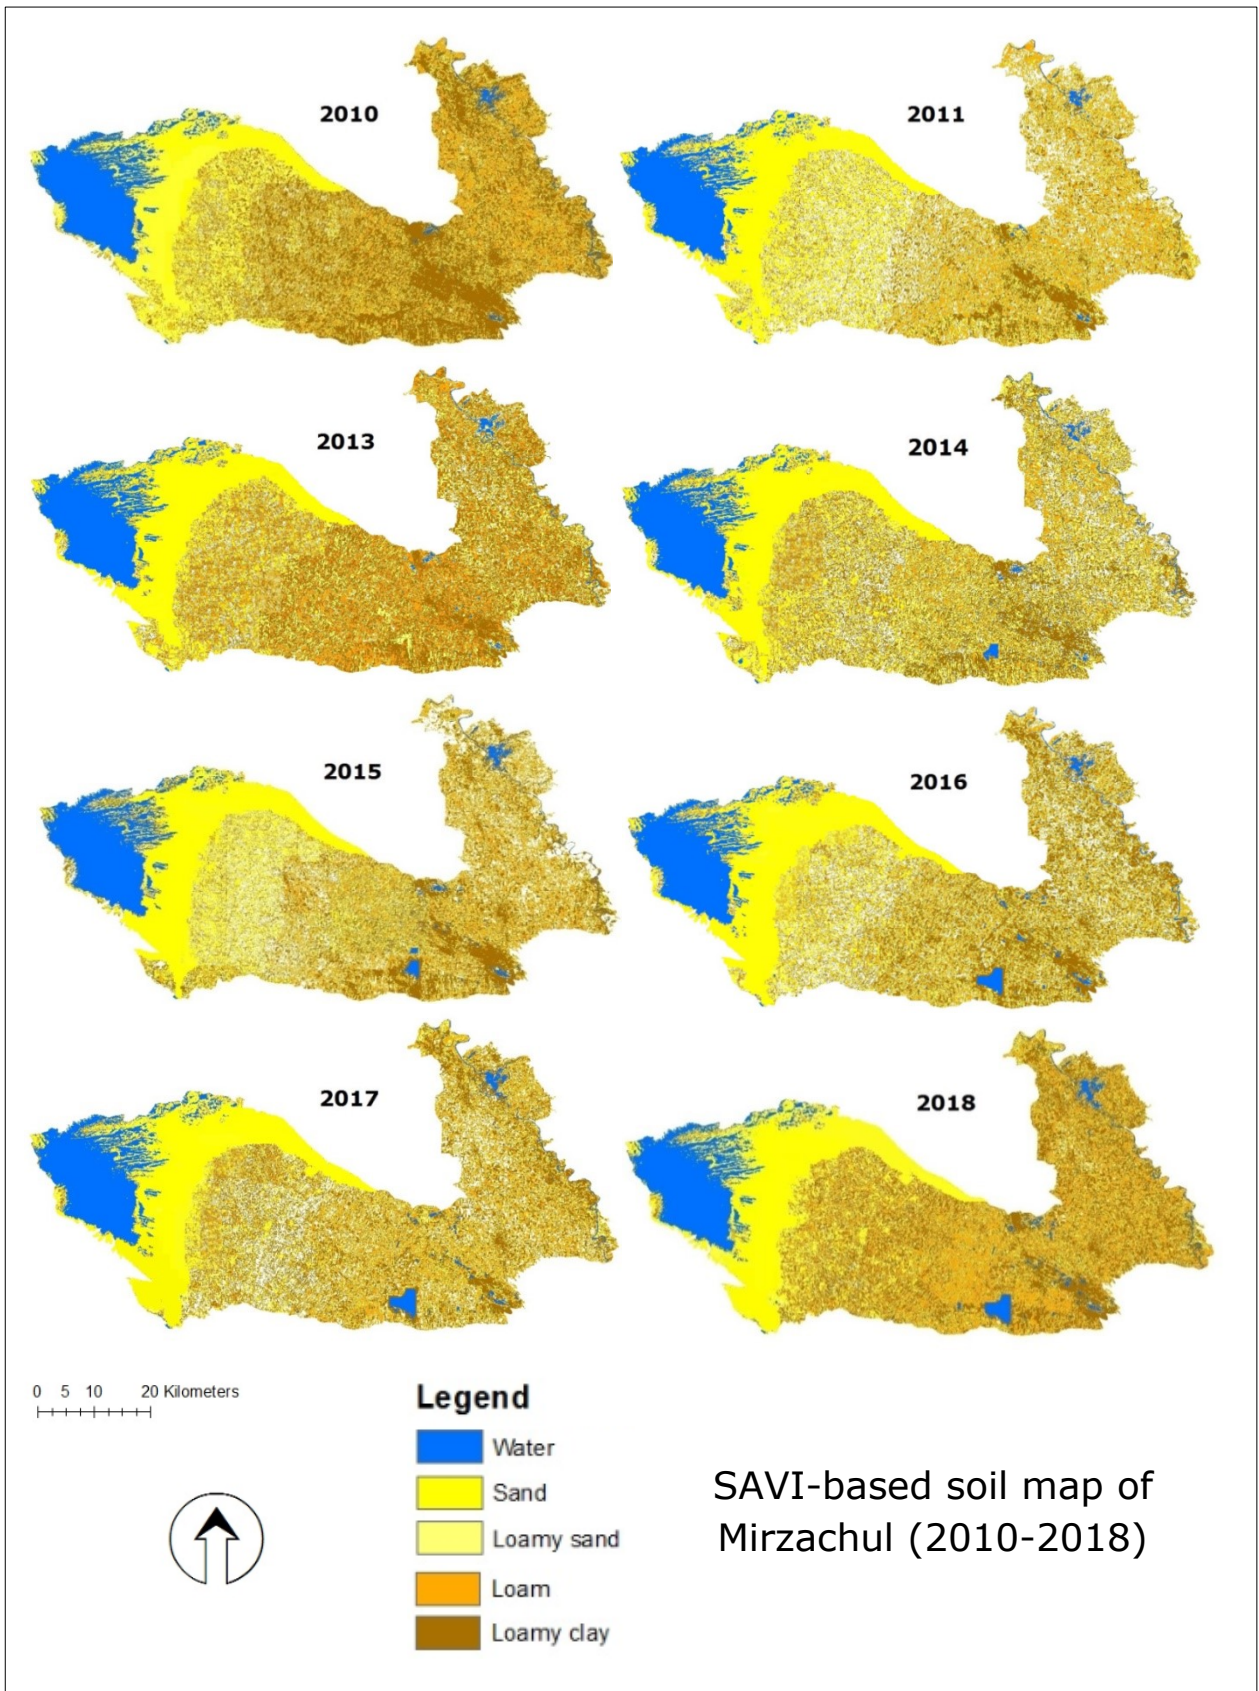 2010
2011
2013
2014
2015
2016
2017
2018
0 5 10 20 Kilometers
Legend
Water
Sand
Loamy sand
Loam
Loamy clay
SAVI-based soil map of
Mirzachul (2010-2018)